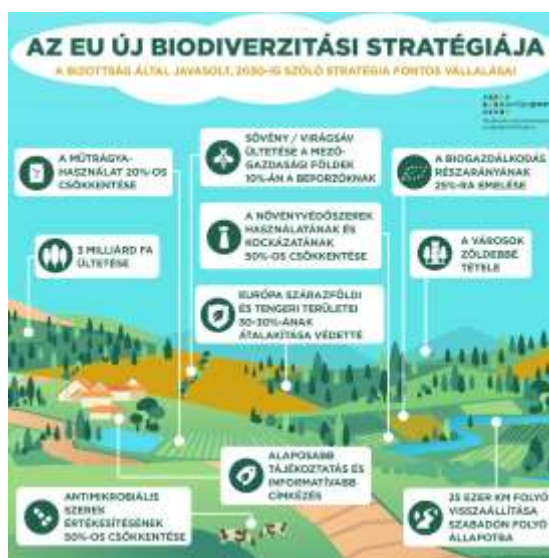 AZ EU ÚJ BIODIVERZITÁSI STRATÉGIÁJA
A BIZOTTSÁG ÁLTAL JAVASOLT, 2030-IG SZÓLÓ STRATÉGIA FONTOS VÁLLALÁSAI
A MŰTRÁGYA-
HASZNÁLAT 20%-OS
CSÖKKENTÉSE
SÖVÉNY / VIRÁGSÁV
ÜLTETÉSE A MEZŐ-
GAZDASÁGI FÖLDEK
10%-ÁN A BEPORZÓKNAK
A BIOGAZDÁLKODÁS
RÉSZARÁNYÁNAK
25%-RA EMELÉSE
3 MILLIÁRD FA
ÜLTETÉSE
A NÖVÉNYVÉDŐSZEREK
HASZNÁLATÁNAK ÉS
KOCKÁZATÁNAK
50%-OS CSÖKKENTÉSE
A VÁROSOK
ZÖLDEBBÉ
TÉTELE
EURÓPA SZÁRAZFÖLDI
ÉS TENGERI TERÜLETEI
30-30%-ÁNAK
ÁTALAKÍTÁSA VÉDETTÉ
ALAPOSABB
TÁJÉKOZTATÁS ÉS
INFORMATÍVABB
CÍMKÉZÉS
ANTIMIKROBIÁLIS
SZEREK
ÉRTÉKESÍTÉSÉNEK
50%-OS CSÖKKENTÉSE
25 EZER KM FOLYÓ
VISSZAÁLLÍTÁSA
SZABADON FOLYÓ
ÁLLAPOTBA